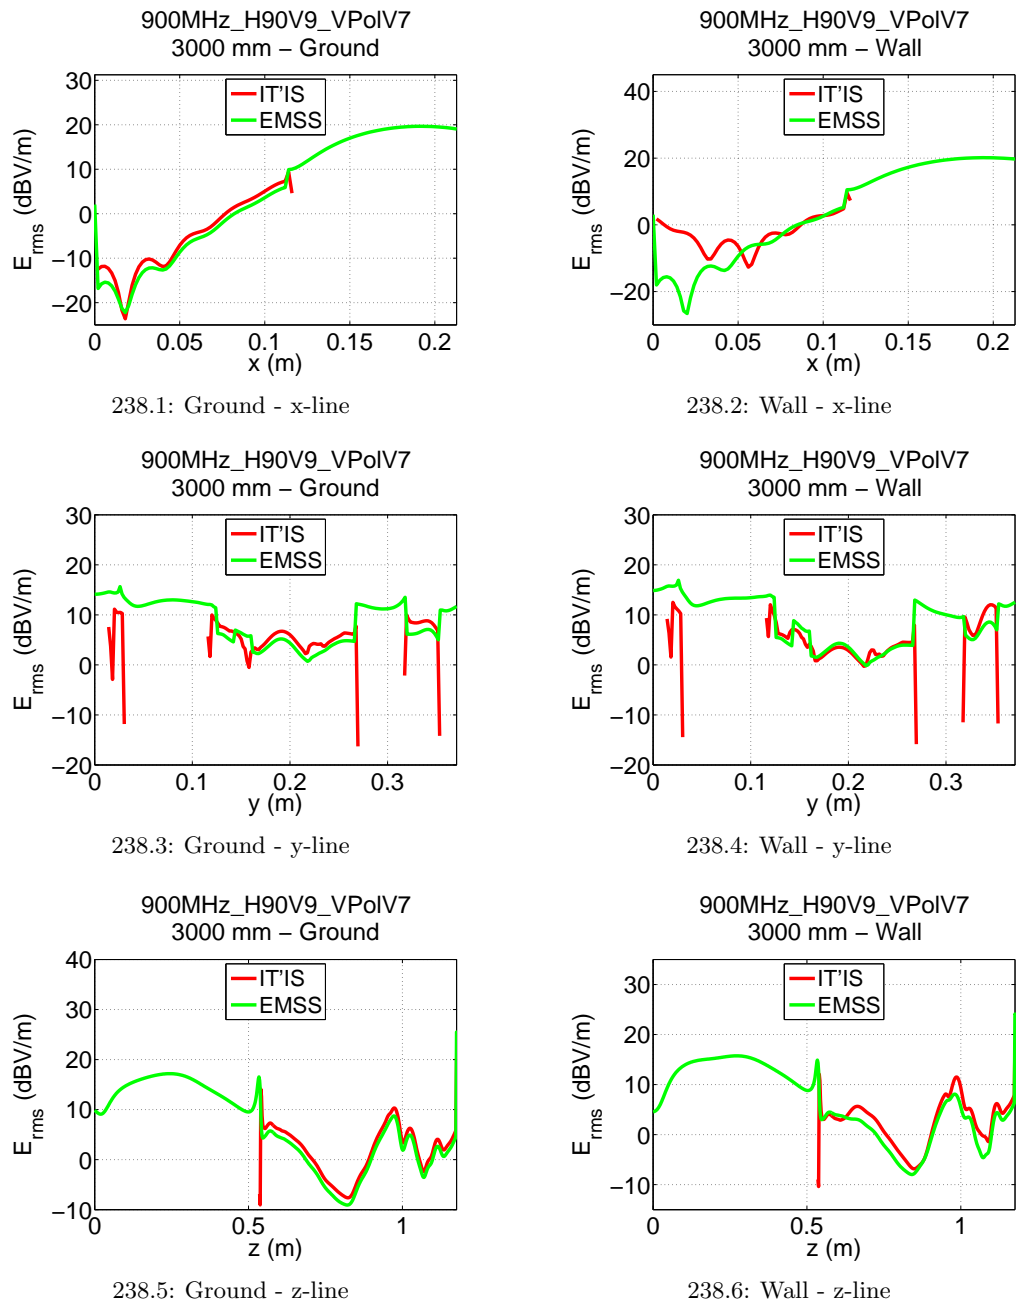 900MHz_H90V9_VPolV7
3000 mm – Ground
IT'IS
EMSS
E_rms (dBV/m)
30
20
10
0
−10
−20
0
0.05
0.1
0.15
0.2
x (m)
238.1: Ground - x-line
900MHz_H90V9_VPolV7
3000 mm – Wall
IT'IS
EMSS
E_rms (dBV/m)
40
20
0
−20
0
0.05
0.1
0.15
0.2
x (m)
238.2: Wall - x-line
900MHz_H90V9_VPolV7
3000 mm – Ground
IT'IS
EMSS
E_rms (dBV/m)
30
20
10
0
−10
−20
0
0.1
0.2
0.3
y (m)
238.3: Ground - y-line
900MHz_H90V9_VPolV7
3000 mm – Wall
IT'IS
EMSS
E_rms (dBV/m)
30
20
10
0
−10
−20
0
0.1
0.2
0.3
y (m)
238.4: Wall - y-line
900MHz_H90V9_VPolV7
3000 mm – Ground
IT'IS
EMSS
E_rms (dBV/m)
40
30
20
10
0
−10
0
0.5
1
z (m)
238.5: Ground - z-line
900MHz_H90V9_VPolV7
3000 mm – Wall
IT'IS
EMSS
E_rms (dBV/m)
30
20
10
0
−10
0
0.5
1
z (m)
238.6: Wall - z-line